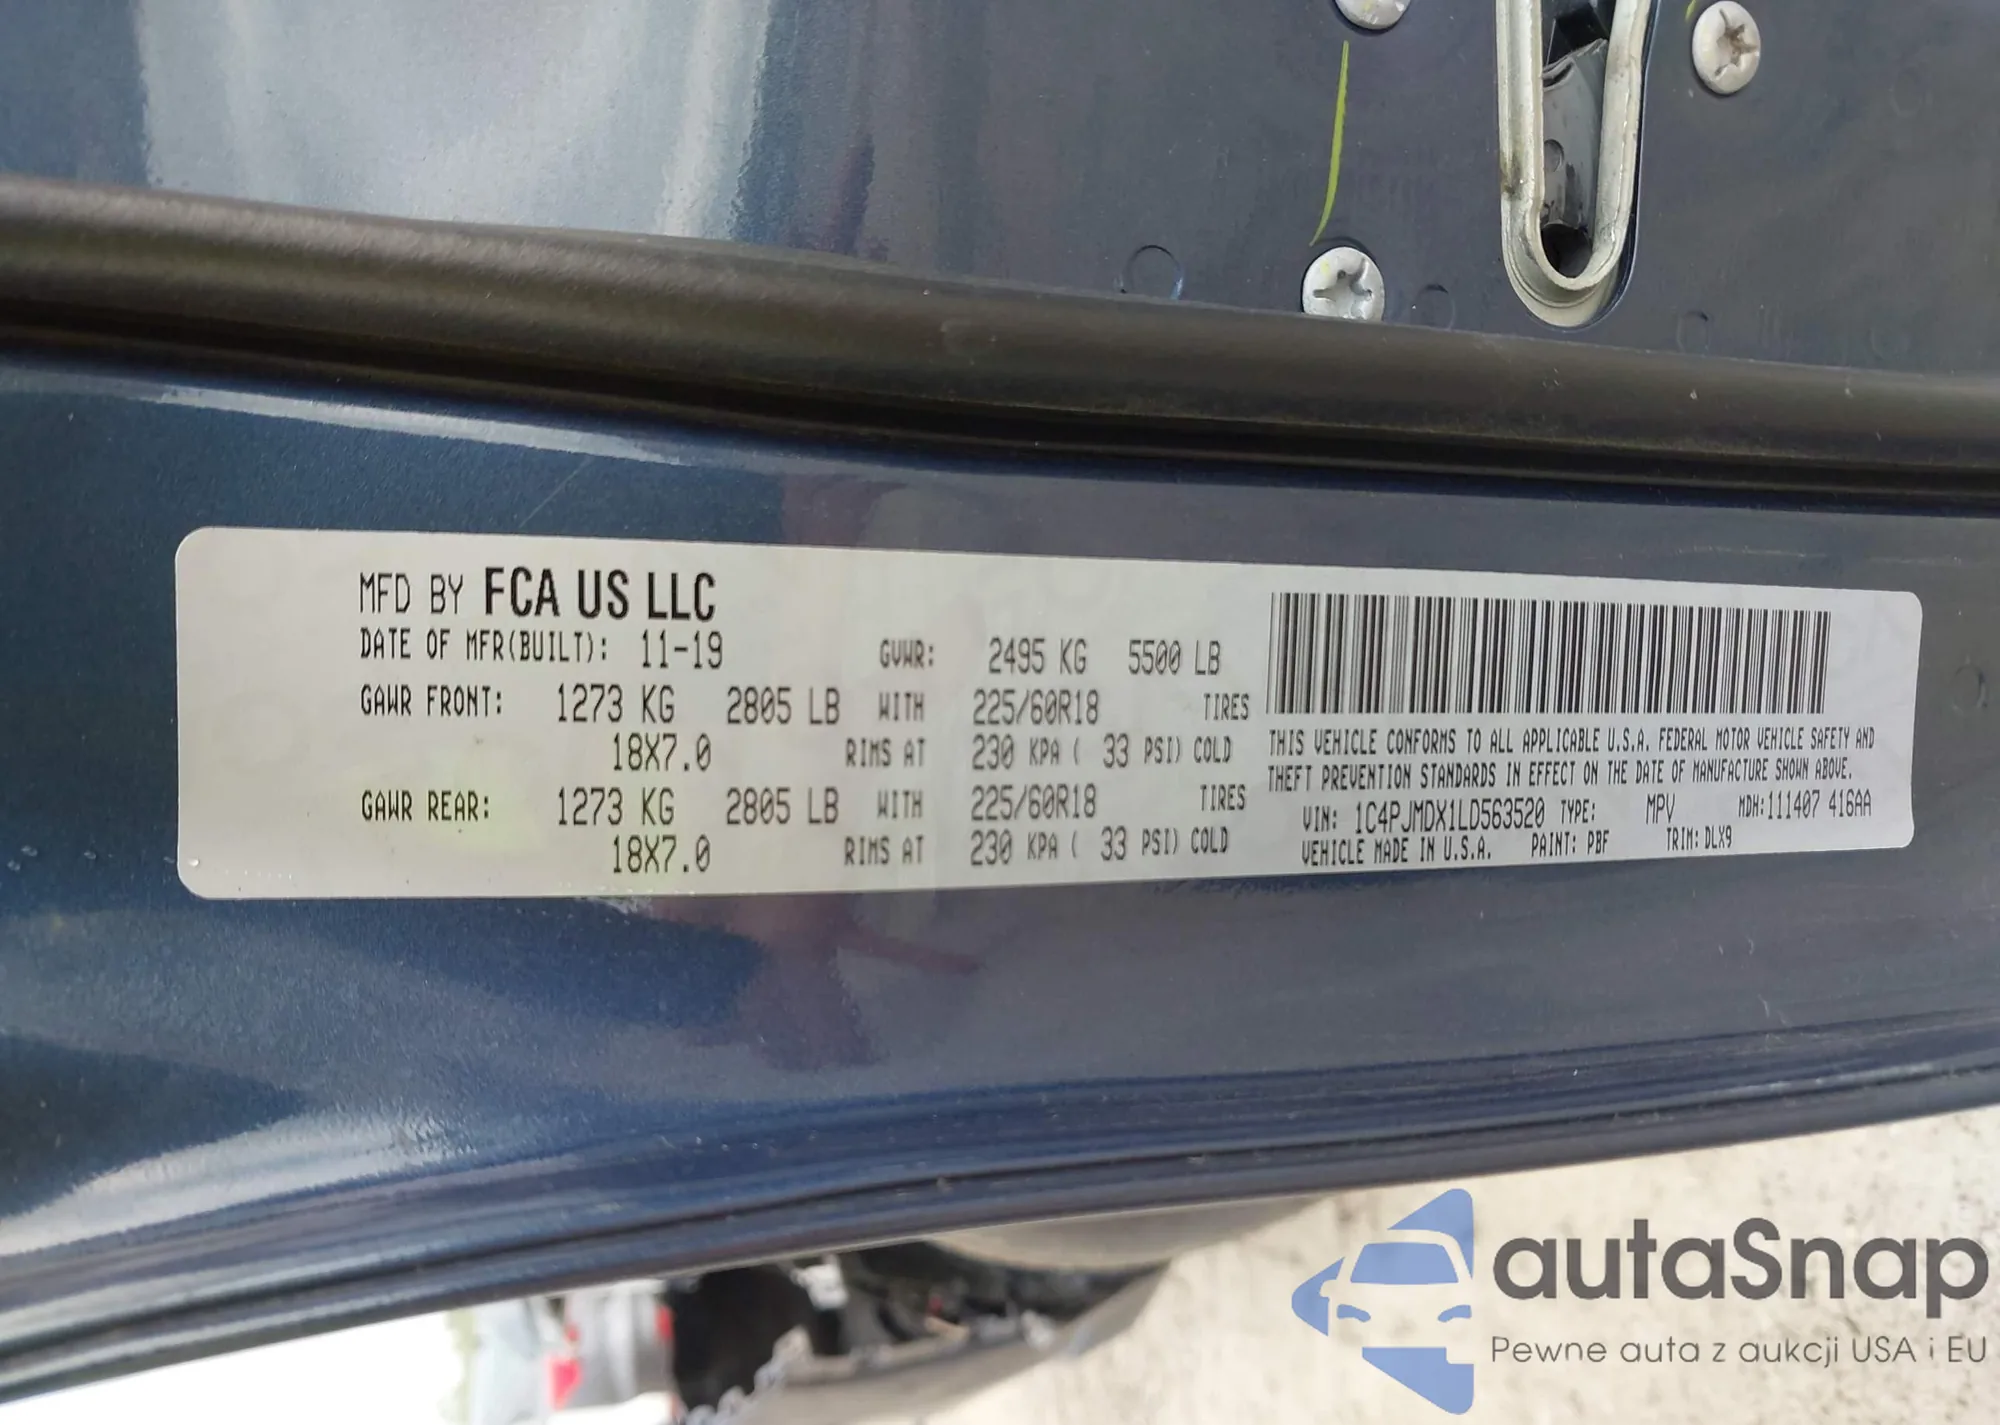 MFD BY FCA US LLC
DATE OF MFR(BUILT): 11-19 GVWR: 2495 KG 5500 LB
GAWR FRONT: 1273 KG 2805 LB WITH 225/60R18 TIRES
18X7.0 RIMS AT 230 KPA ( 33 PSI) COLD
GAWR REAR: 1273 KG 2805 LB WITH 225/60R18 TIRES
18X7.0 RIMS AT 230 KPA ( 33 PSI) COLD
THIS VEHICLE CONFORMS TO ALL APPLICABLE U.S.A. FEDERAL MOTOR VEHICLE SAFETY AND
THEFT PREVENTION STANDARDS IN EFFECT ON THE DATE OF MANUFACTURE SHOWN ABOVE.
VIN: 1C4PJMDX1LD563520 TYPE: MPV MDH:111407 416AA
VEHICLE MADE IN U.S.A. PAINT: PBF TRIM: DLX9
autaSnap
Pewne auta z aukcji USA i EU